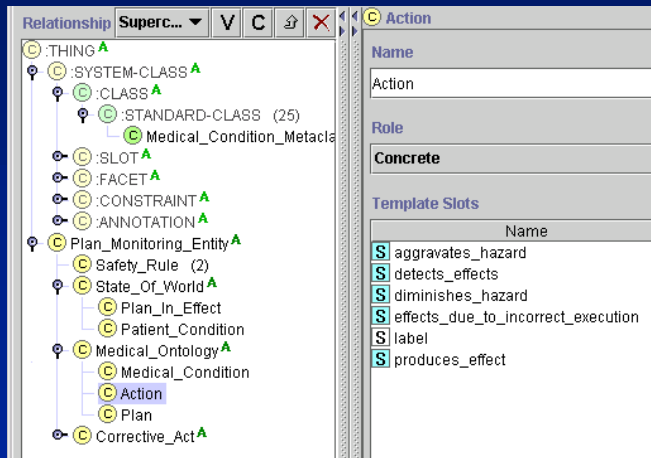 Relationship Superc... V C
:THING A
C :SYSTEM-CLASS A
C :CLASS A
C :STANDARD-CLASS (25)
C Medical_Condition_Metacla
C :SLOT A
C :FACET A
C :CONSTRAINT A
C :ANNOTATION A
C Plan_Monitoring_Entity A
C Safety_Rule (2)
C State_Of_World A
C Plan_In_Effect
C Patient_Condition
C Medical_Ontology A
C Medical_Condition
C Action
C Plan
C Corrective_Act A
C Action
Name
Action
Role
Concrete
Template Slots
Name
S aggravates_hazard
S detects_effects
S diminishes_hazard
S effects_due_to_incorrect_execution
S label
S produces_effect